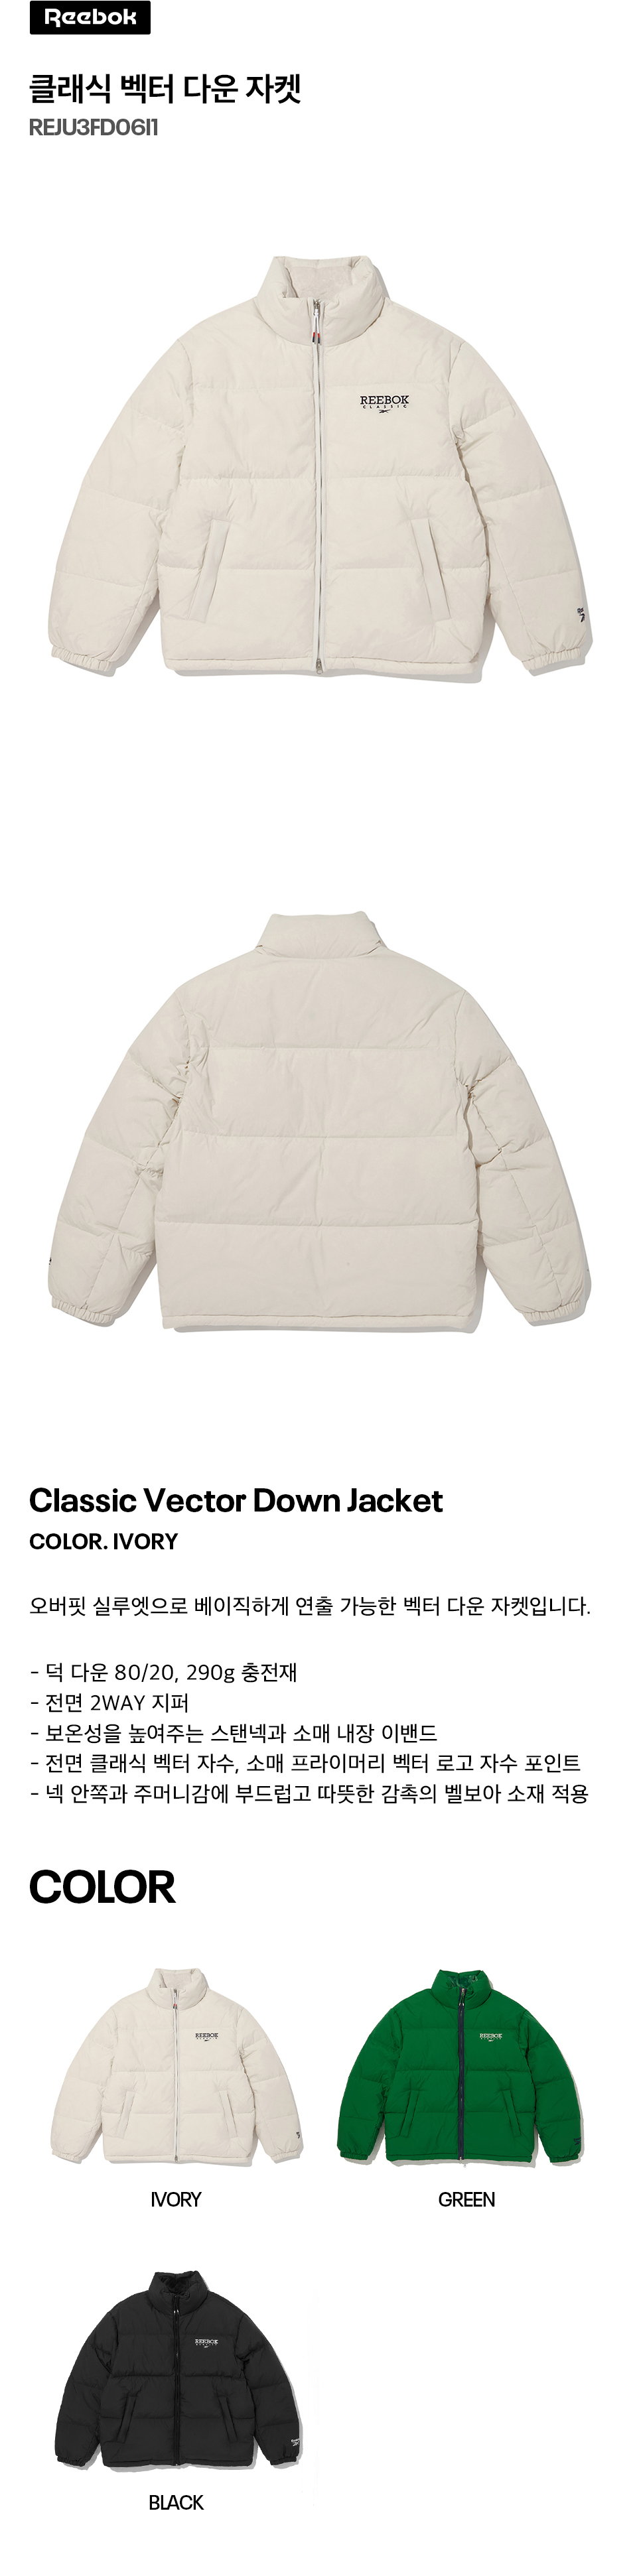 Reebok
클래식 벡터 다운 자켓
REJU3FD06I1
REEBOK
CLASSIC
Classic Vector Down Jacket
COLOR. IVORY
오버핏 실루엣으로 베이직하게 연출 가능한 벡터 다운 자켓입니다.
- 덕 다운 80/20, 290g 충전재
- 전면 2WAY 지퍼
- 보온성을 높여주는 스탠넥과 소매 내장 이밴드
- 전면 클래식 벡터 자수, 소매 프라이머리 벡터 로고 자수 포인트
- 넥 안쪽과 주머니감에 부드럽고 따뜻한 감촉의 벨보아 소재 적용
COLOR
REEBOK
REEBOK
IVORY
GREEN
REEBOK
BLACK